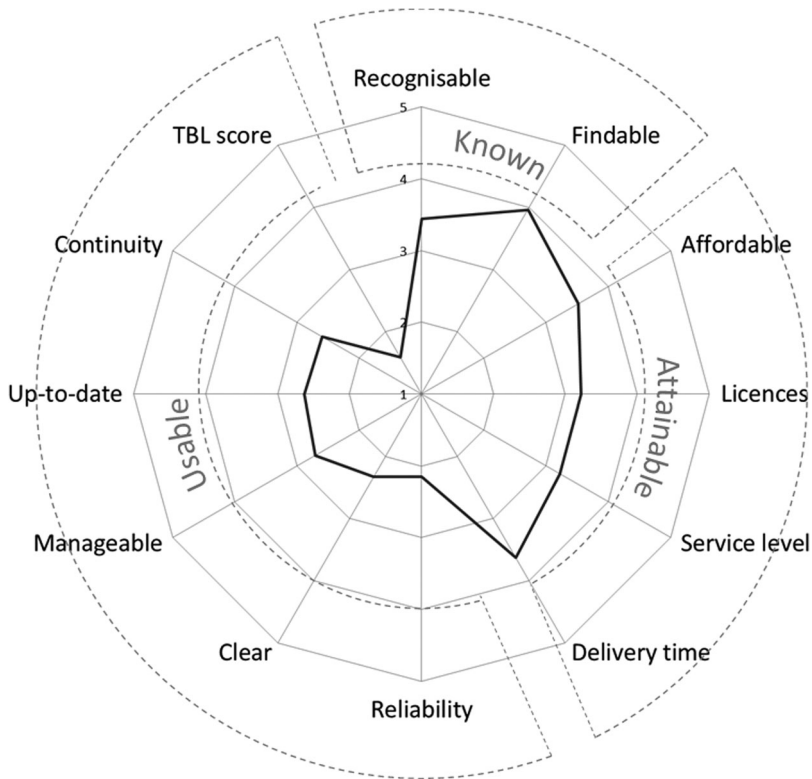 Recognisable
5
TBL score
Known
Findable
4
Continuity
3
Affordable
2
Up-to-date
1
Licences
Usable
Attainable
Manageable
Service level
Clear
Delivery time
Reliability